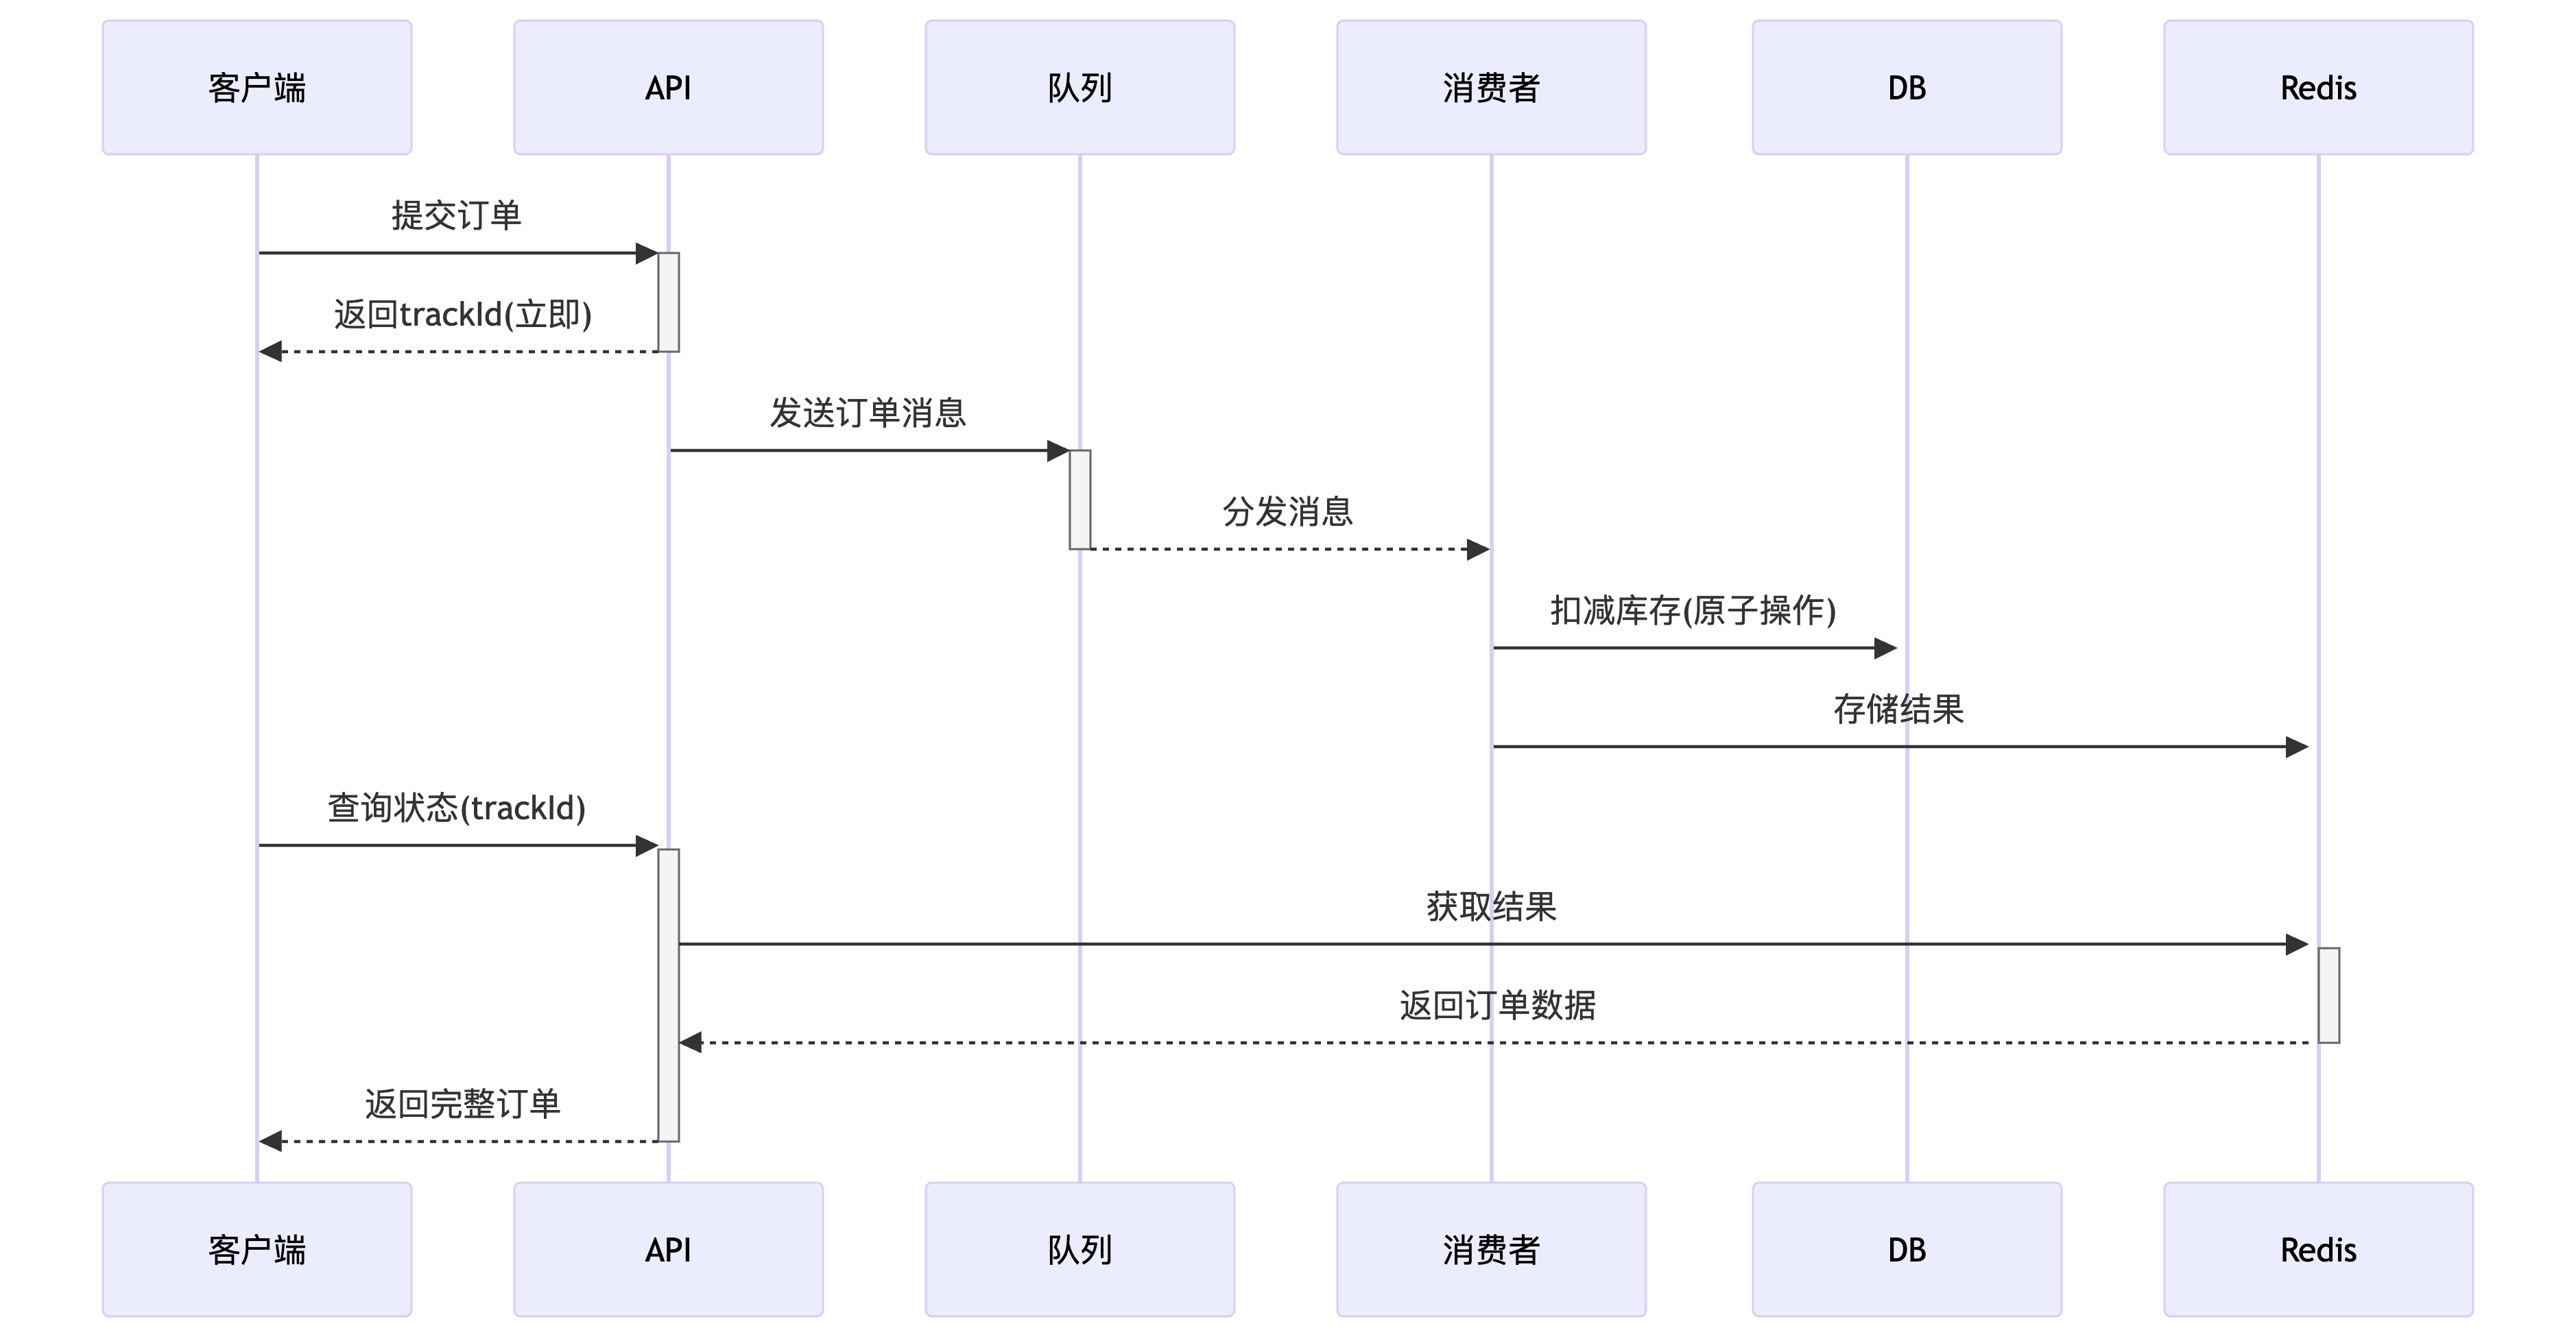 客户端
API
队列
消费者
DB
Redis
提交订单
返回trackId(立即)
发送订单消息
分发消息
扣减库存(原子操作)
存储结果
查询状态(trackId)
获取结果
返回订单数据
返回完整订单
客户端
API
队列
消费者
DB
Redis